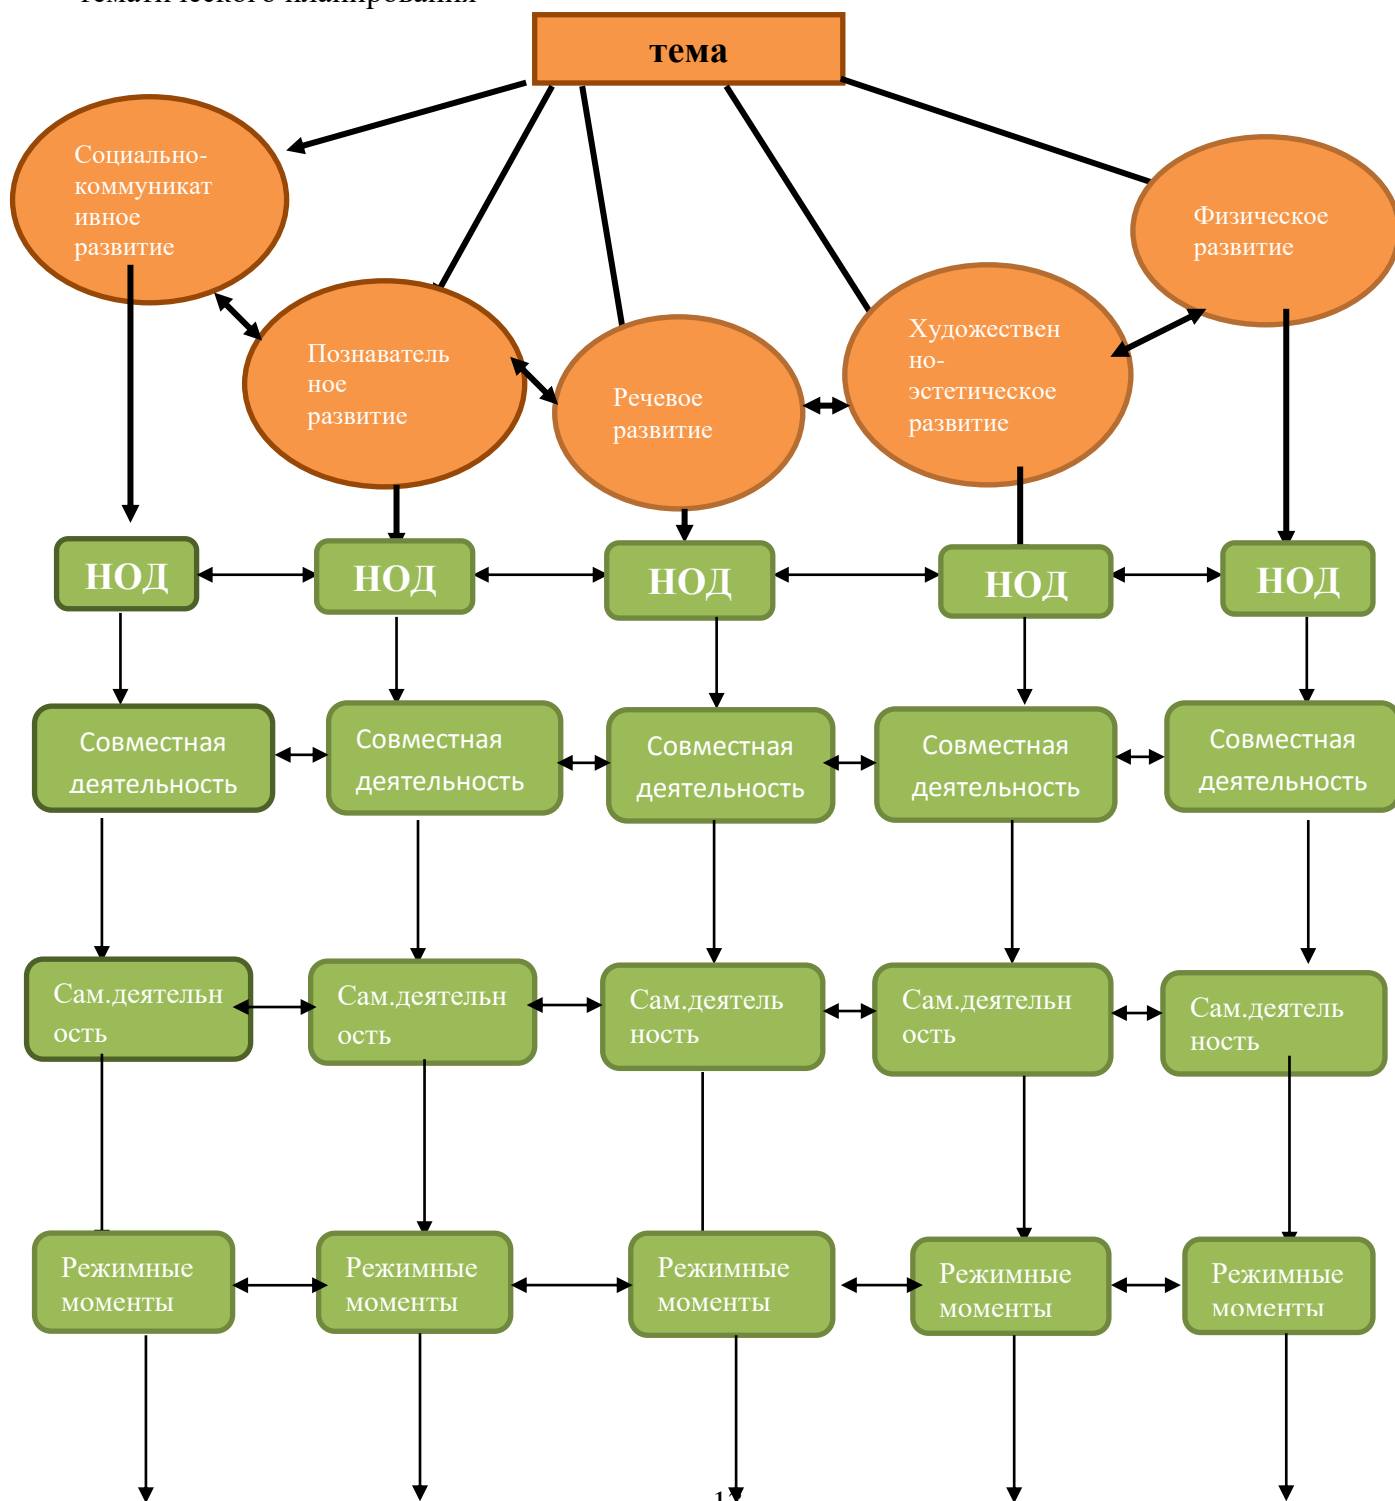 тематического планирования
тема
Социально-
коммуникат
ивное
развитие
Познаватель
ное
развитие
Речевое
развитие
Художествен
но-
эстетическое
развитие
Физическое
развитие
НОД
НОД
НОД
НОД
НОД
Совместная
деятельность
Совместная
деятельность
Совместная
деятельность
Совместная
деятельность
Совместная
деятельность
Сам.деятельн
ость
Сам.деятельн
ость
Сам.деятель
ность
Сам.деятельн
ость
Сам.деятель
ность
Режимные
моменты
Режимные
моменты
Режимные
моменты
Режимные
моменты
Режимные
моменты